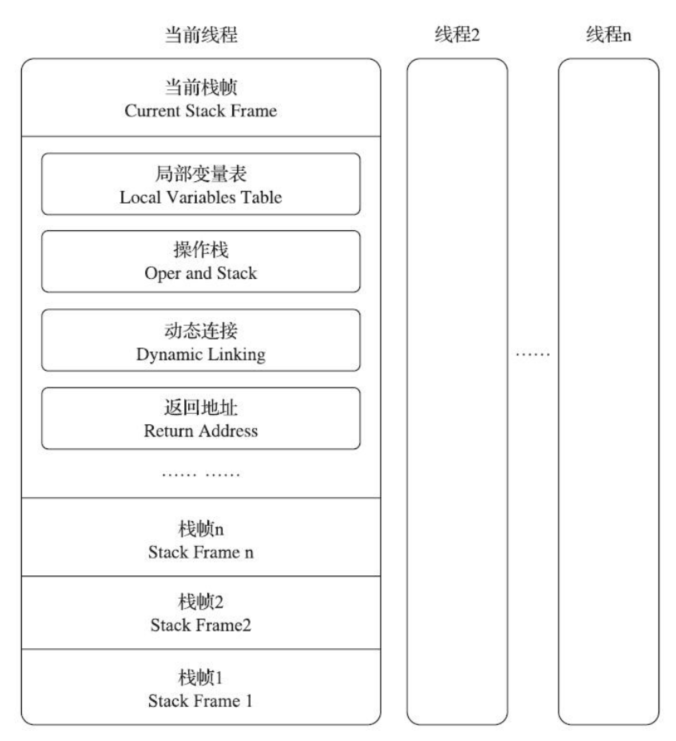 当前线程
线程2
线程n
当前栈帧
Current Stack Frame
局部变量表
Local Variables Table
操作栈
Oper and Stack
动态连接
Dynamic Linking
……
返回地址
Return Address
…… ……
栈帧n
Stack Frame n
栈帧2
Stack Frame2
栈帧1
Stack Frame 1